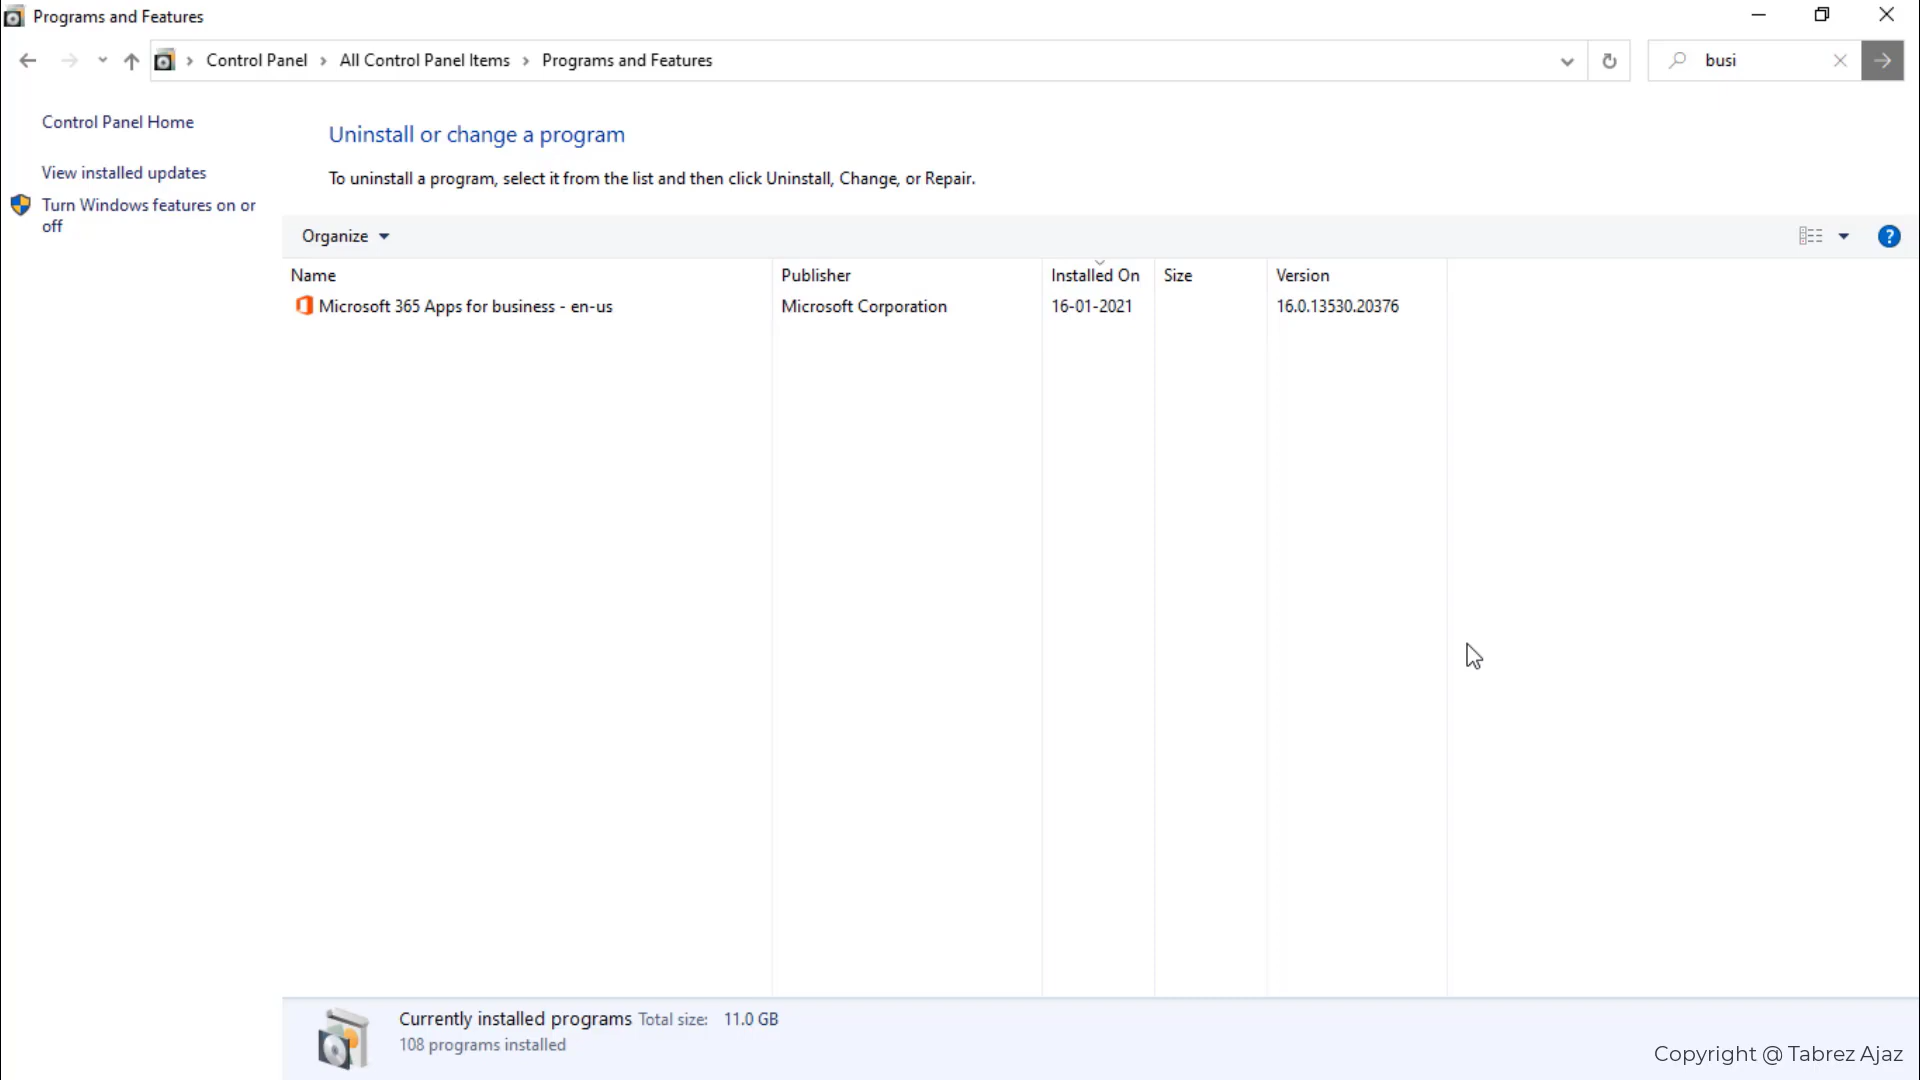 Programs and Features
Control Panel > All Control Panel Items > Programs and Features
busi
Control Panel Home
View installed updates
Turn Windows features on or
off
Uninstall or change a program
To uninstall a program, select it from the list and then click Uninstall, Change, or Repair.
Organize
?
Name Publisher Installed On Size Version
Microsoft 365 Apps for business - en-us Microsoft Corporation 16-01-2021 16.0.13530.20376
Currently installed programs Total size: 11.0 GB
108 programs installed
Copyright @ Tabrez Ajaz